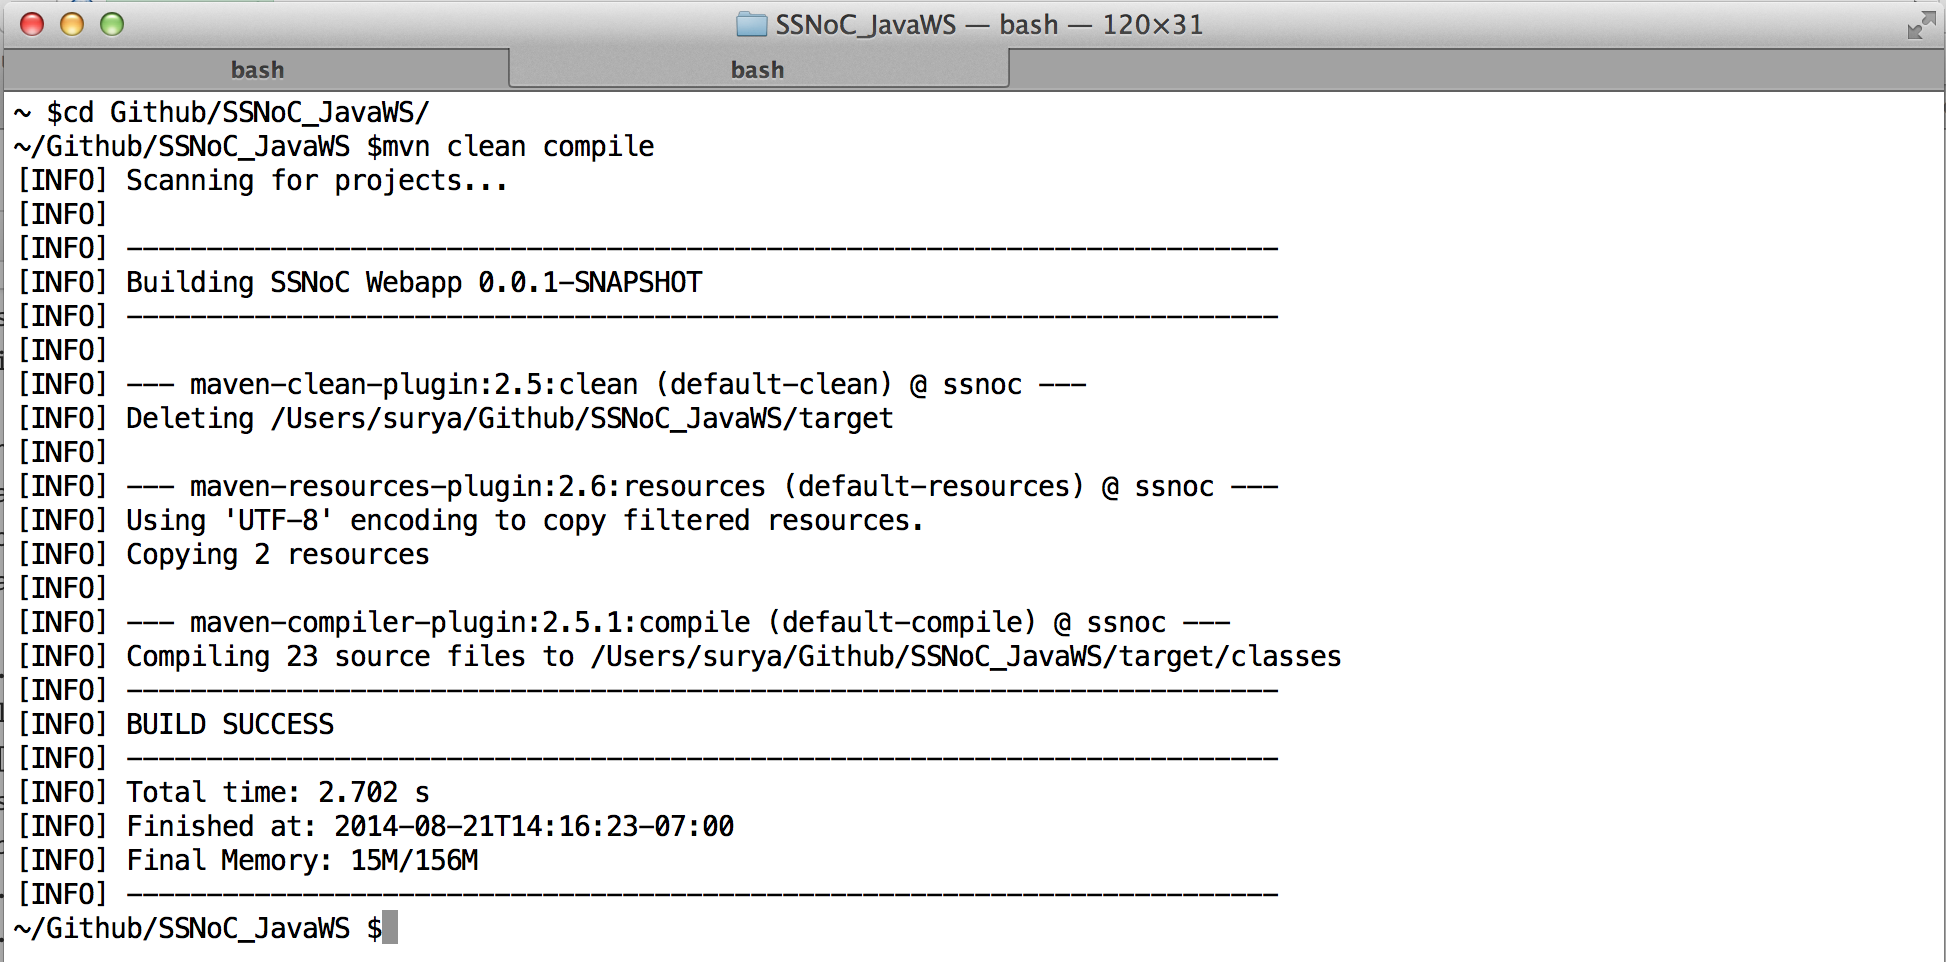 SSNoC_JavaWS — bash — 120×31
bash bash
~ $cd Github/SSNoC_JavaWS/
~/Github/SSNoC_JavaWS $mvn clean compile
[INFO] Scanning for projects...
[INFO]
[INFO] ------------------------------------------------------------------------
[INFO] Building SSNoC Webapp 0.0.1-SNAPSHOT
[INFO] ------------------------------------------------------------------------
[INFO]
[INFO] --- maven-clean-plugin:2.5:clean (default-clean) @ ssnoc ---
[INFO] Deleting /Users/surya/Github/SSNoC_JavaWS/target
[INFO]
[INFO] --- maven-resources-plugin:2.6:resources (default-resources) @ ssnoc ---
[INFO] Using 'UTF-8' encoding to copy filtered resources.
[INFO] Copying 2 resources
[INFO]
[INFO] --- maven-compiler-plugin:2.5.1:compile (default-compile) @ ssnoc ---
[INFO] Compiling 23 source files to /Users/surya/Github/SSNoC_JavaWS/target/classes
[INFO] ------------------------------------------------------------------------
[INFO] BUILD SUCCESS
[INFO] ------------------------------------------------------------------------
[INFO] Total time: 2.702 s
[INFO] Finished at: 2014-08-21T14:16:23-07:00
[INFO] Final Memory: 15M/156M
[INFO] ------------------------------------------------------------------------
~/Github/SSNoC_JavaWS $